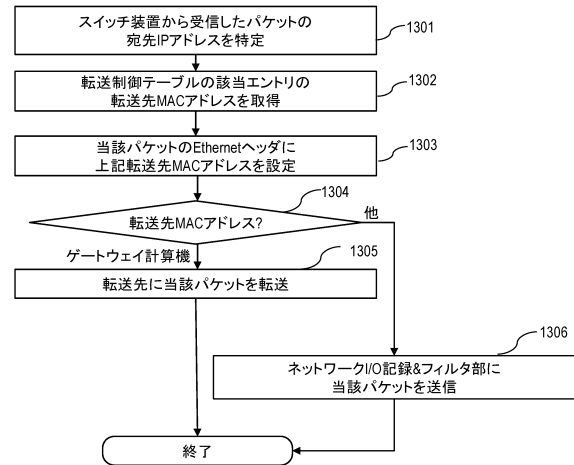 スイッチ装置から受信したパケットの
宛先IPアドレスを特定
1301
転送制御テーブルの該当エントリの
転送先MACアドレスを取得
1302
当該パケットのEthernetヘッダに
上記転送先MACアドレスを設定
1303
1304
転送先MACアドレス?
他
ゲートウェイ計算機
1305
転送先に当該パケットを転送
1306
ネットワークI/O記録&フィルタ部に
当該パケットを送信
終了